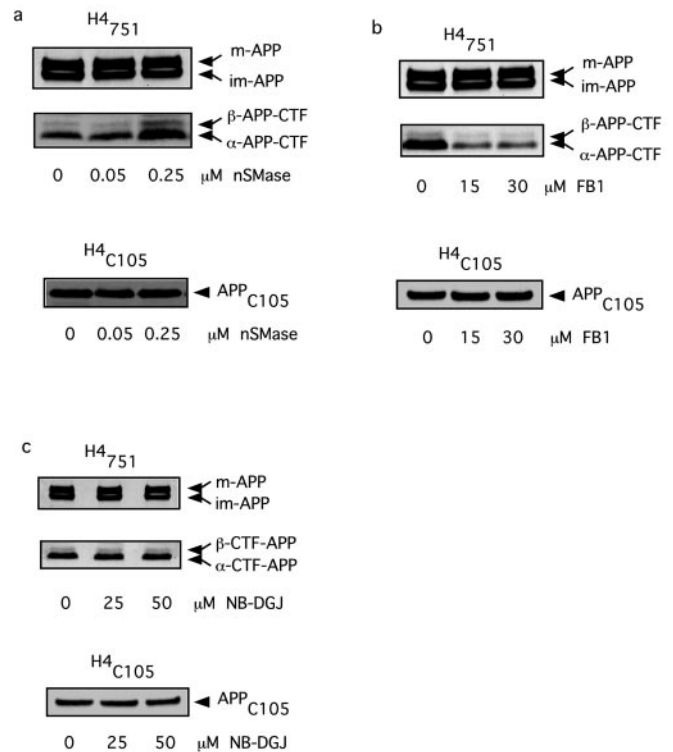 a
H4751
m-APP
im-APP
β-APP-CTF
α-APP-CTF
0 0.05 0.25 μM nSMase
H4C105
APPC105
0 0.05 0.25 μM nSMase
b
H4751
m-APP
im-APP
β-APP-CTF
α-APP-CTF
0 15 30 μM FB1
H4C105
APPC105
0 15 30 μM FB1
c
H4751
m-APP
im-APP
β-CTF-APP
α-CTF-APP
0 25 50 μM NB-DGJ
H4C105
APPC105
0 25 50 μM NB-DGJ